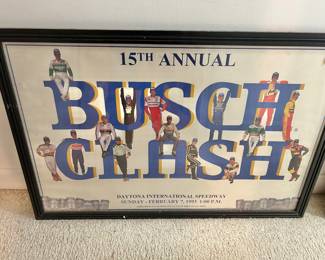 15TH ANNUAL
BUSCH
CLASH
DAYTONA INTERNATIONAL SPEEDWAY
SUNDAY - FEBRUARY 7, 1993 1:00 P.M.